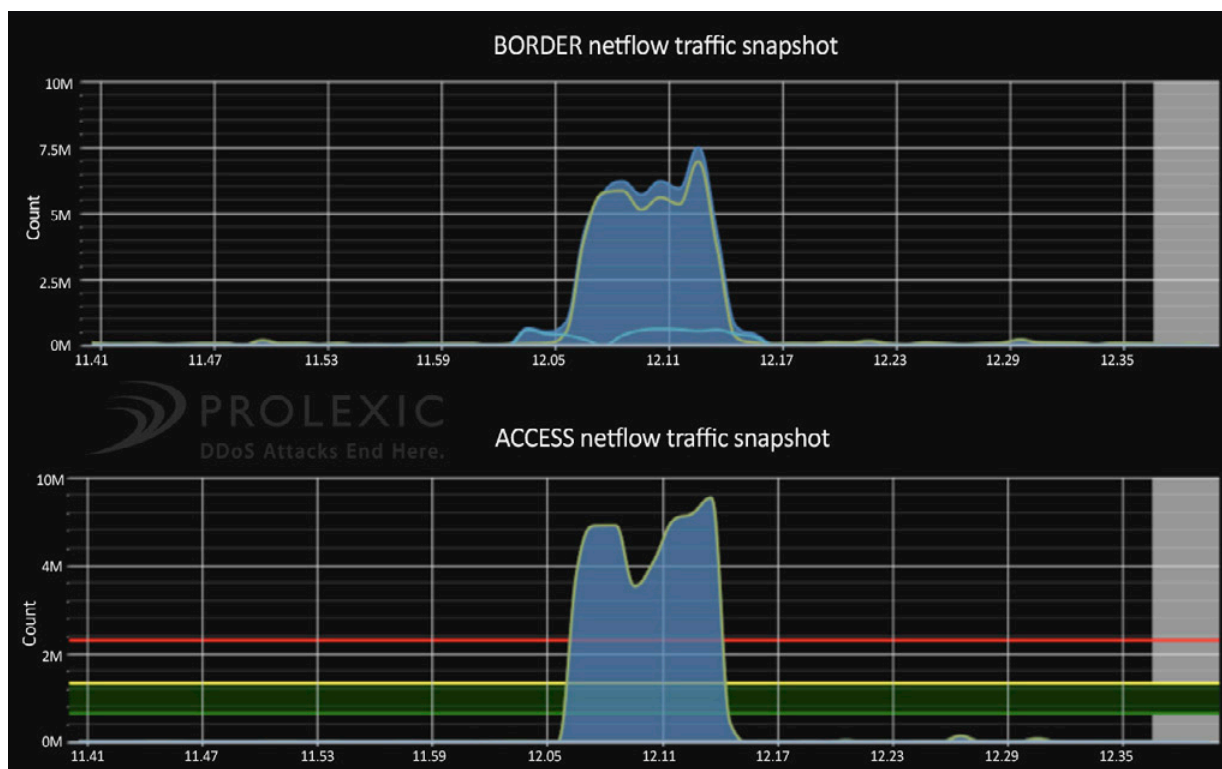 BORDER netflow traffic snapshot
10M
7.5M
5M
2.5M
0M
Count
11.41 11.47 11.53 11.59 12.05 12.11 12.17 12.23 12.29 12.35
PROLEXIC
DDoS Attacks End Here.
ACCESS netflow traffic snapshot
10M
4M
2M
0M
Count
11.41 11.47 11.53 11.59 12.05 12.11 12.17 12.23 12.29 12.35